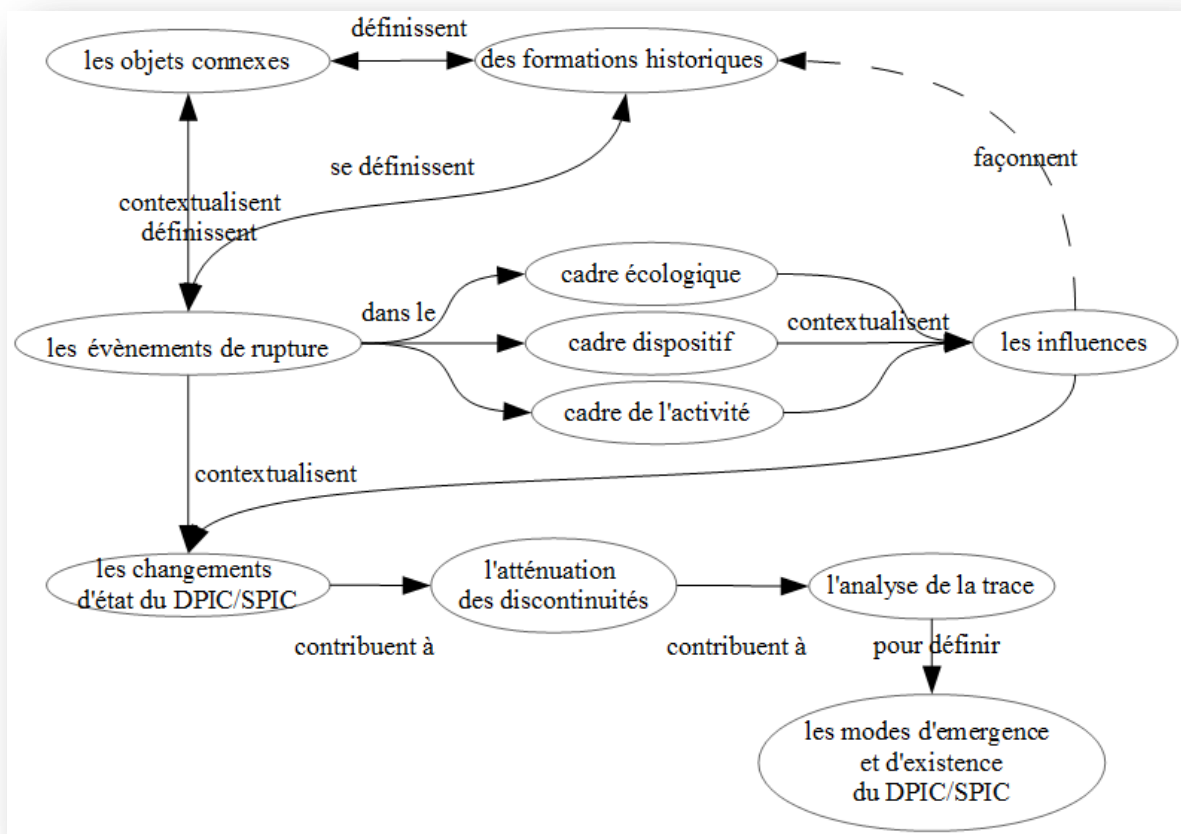 définissent
les objets connexes
des formations historiques
façonnent
se définissent
contextualisent
définissent
cadre écologique
dans le
contextualisent
les évènements de rupture
cadre dispositif
les influences
cadre de l'activité
contextualisent
les changements
d'état du DPIC/SPIC
l'atténuation
des discontinuités
l'analyse de la trace
contribuent à
contribuent à
pour définir
les modes d'emergence
et d'existence
du DPIC/SPIC